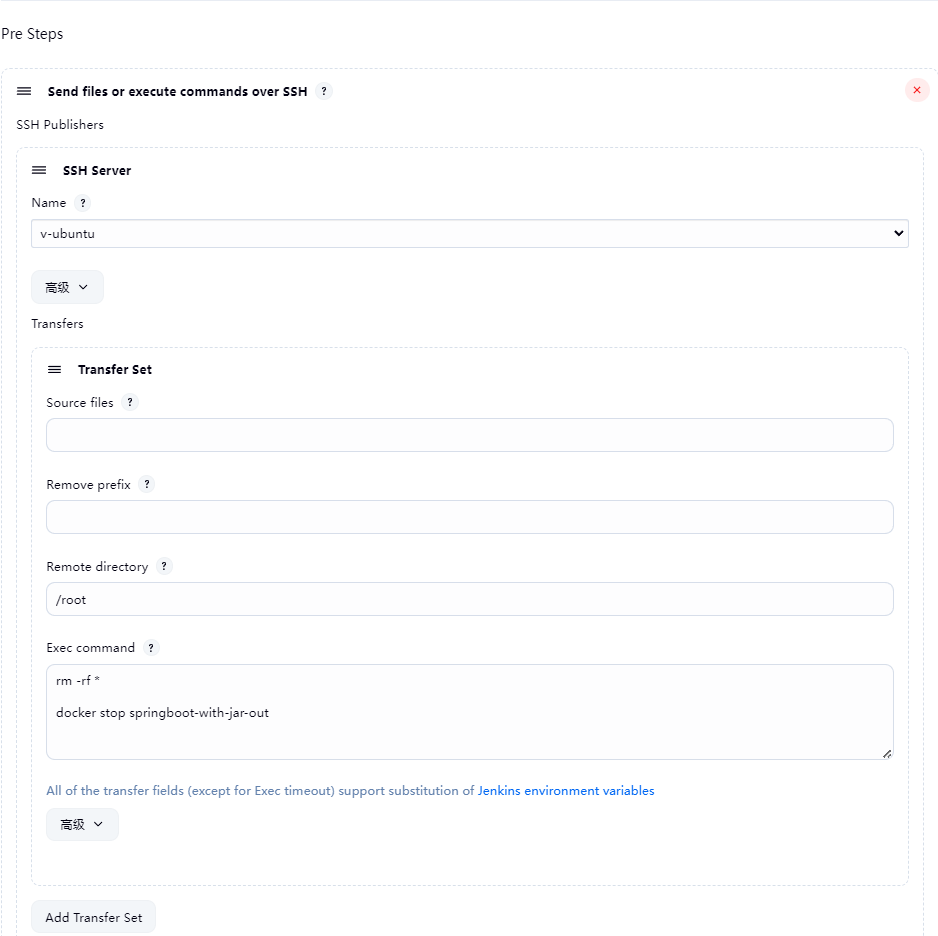 Pre Steps
Send files or execute commands over SSH ?
SSH Publishers
SSH Server
Name ?
v-ubuntu
高级
Transfers
Transfer Set
Source files ?
Remove prefix ?
Remote directory ?
/root
Exec command ?
rm -rf *
docker stop springboot-with-jar-out
All of the transfer fields (except for Exec timeout) support substitution of Jenkins environment variables
高级
Add Transfer Set